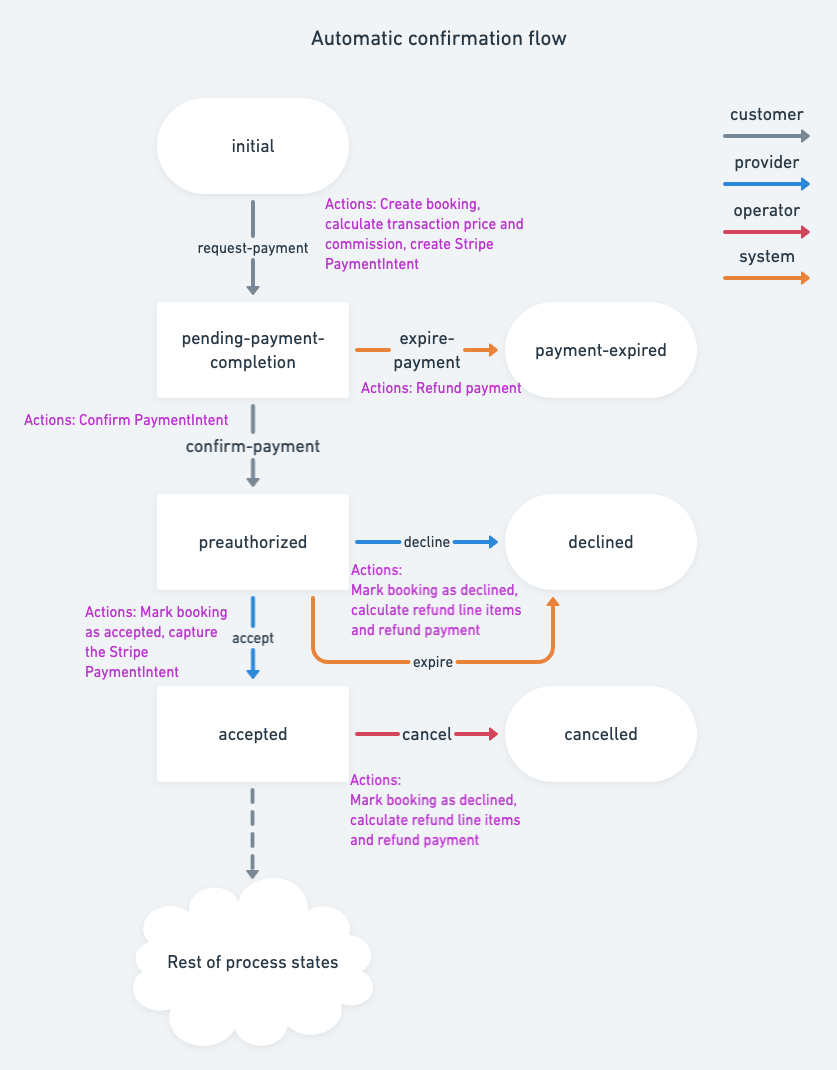 Automatic confirmation flow
customer
provider
operator
system
initial
Actions: Create booking,
calculate transaction price and
commission, create Stripe
PaymentIntent
request-payment
pending-payment-
completion
expire-
payment
payment-expired
Actions: Refund payment
Actions: Confirm PaymentIntent
confirm-payment
preauthorized
decline
declined
Actions:
Mark booking as declined,
calculate refund line items
and refund payment
Actions: Mark booking
as accepted, capture
the Stripe
PaymentIntent
accept
expire
accepted
cancel
cancelled
Actions:
Mark booking as declined,
calculate refund line items
and refund payment
Rest of process states